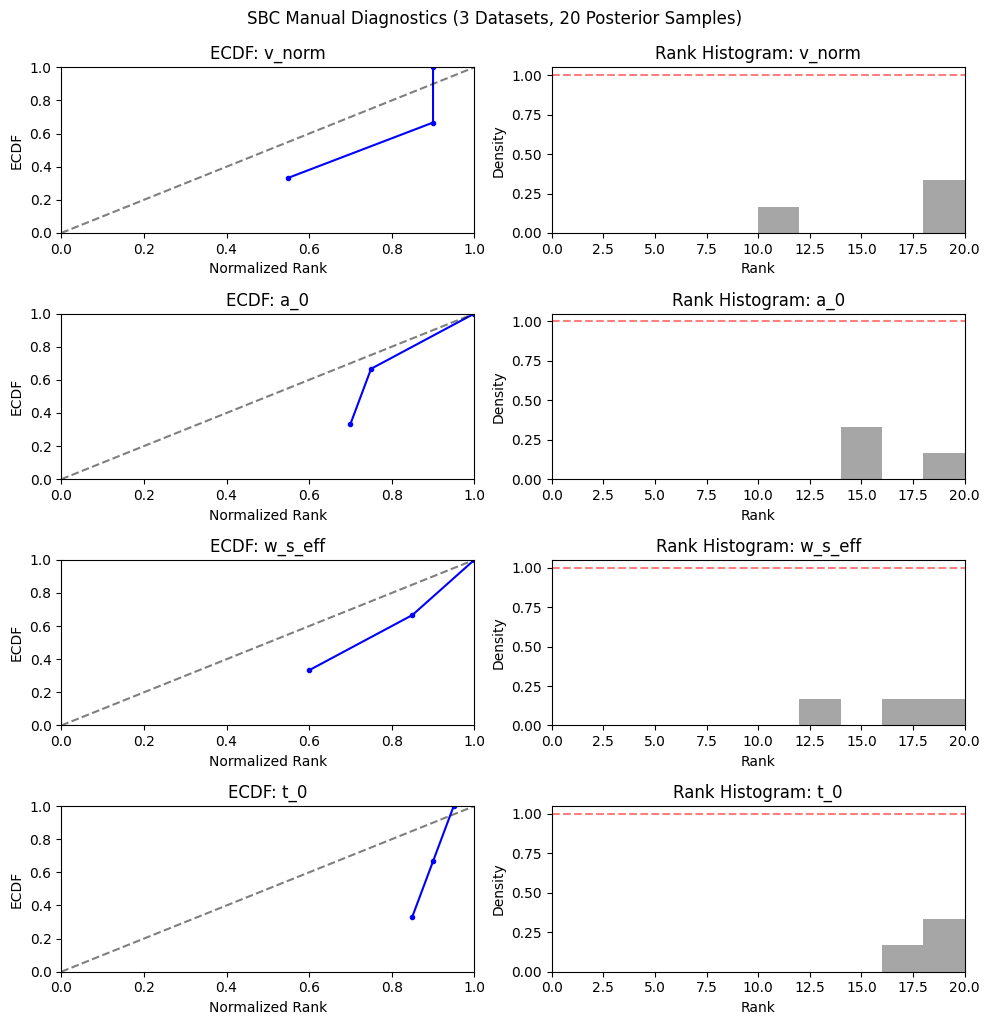 SBC Manual Diagnostics (3 Datasets, 20 Posterior Samples)
ECDF: v_norm
1.0
0.8
0.6
0.4
0.2
0.0
ECDF
0.0 0.2 0.4 0.6 0.8 1.0
Normalized Rank
Rank Histogram: v_norm
1.00
0.75
0.50
0.25
0.00
Density
0.0 2.5 5.0 7.5 10.0 12.5 15.0 17.5 20.0
Rank
ECDF: a_0
1.0
0.8
0.6
0.4
0.2
0.0
ECDF
0.0 0.2 0.4 0.6 0.8 1.0
Normalized Rank
Rank Histogram: a_0
1.00
0.75
0.50
0.25
0.00
Density
0.0 2.5 5.0 7.5 10.0 12.5 15.0 17.5 20.0
Rank
ECDF: w_s_eff
1.0
0.8
0.6
0.4
0.2
0.0
ECDF
0.0 0.2 0.4 0.6 0.8 1.0
Normalized Rank
Rank Histogram: w_s_eff
1.00
0.75
0.50
0.25
0.00
Density
0.0 2.5 5.0 7.5 10.0 12.5 15.0 17.5 20.0
Rank
ECDF: t_0
1.0
0.8
0.6
0.4
0.2
0.0
ECDF
0.0 0.2 0.4 0.6 0.8 1.0
Normalized Rank
Rank Histogram: t_0
1.00
0.75
0.50
0.25
0.00
Density
0.0 2.5 5.0 7.5 10.0 12.5 15.0 17.5 20.0
Rank